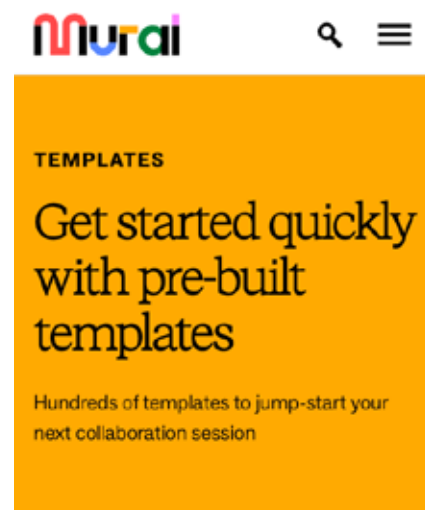 Mural
TEMPLATES
Get started quickly
with pre-built
templates
Hundreds of templates to jump-start your
next collaboration session